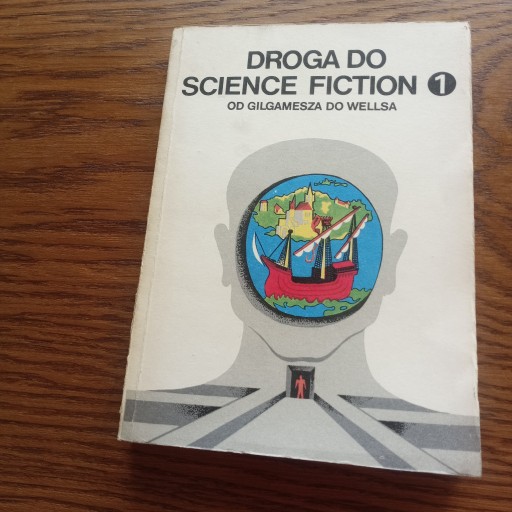 DROGA DO
SCIENCE FICTION 1
OD GILGAMESZA DO WELLSA